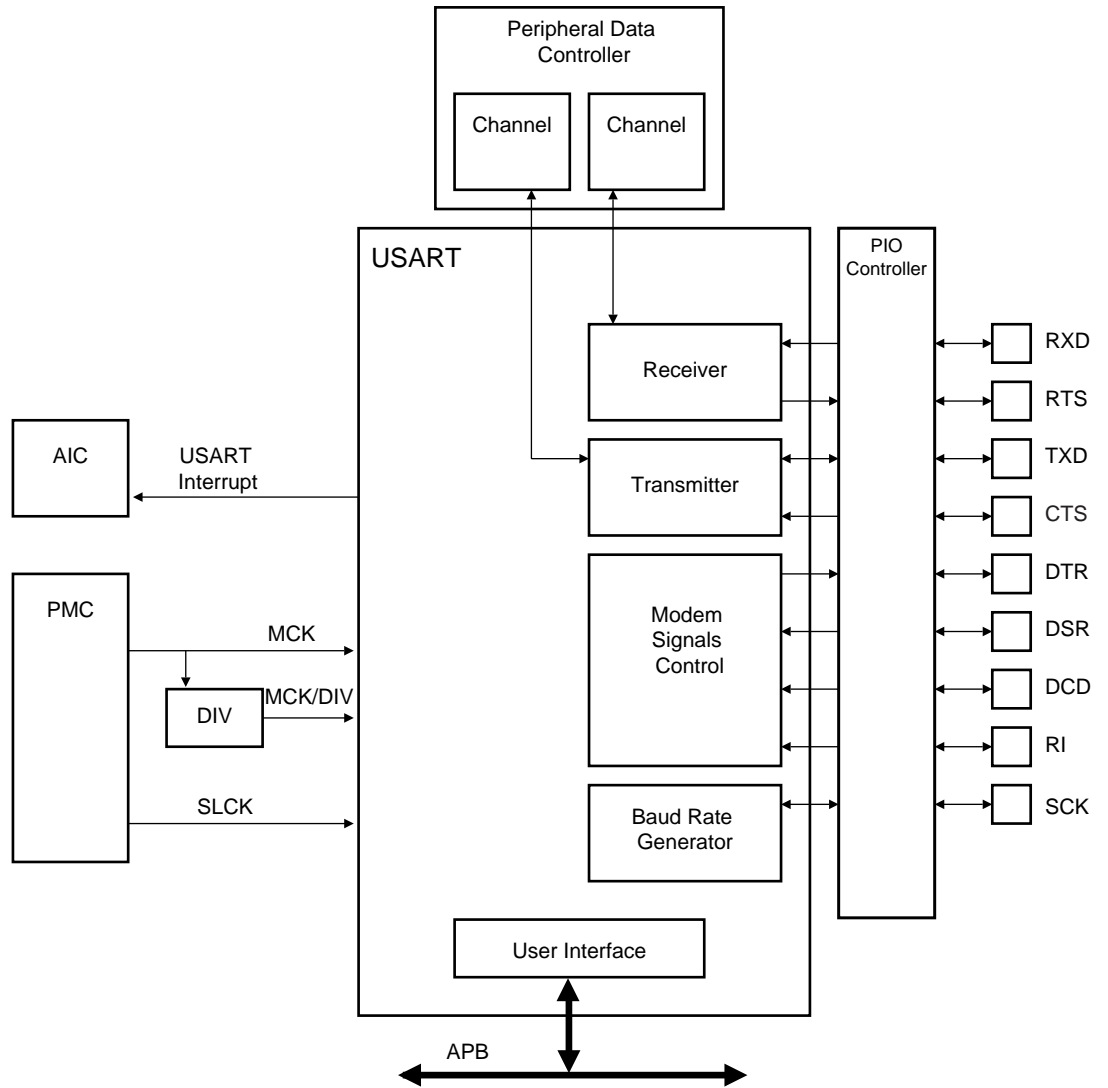 Peripheral Data
Controller
Channel
Channel
USART
PIO
Controller
Receiver
RXD
RTS
AIC
USART
Interrupt
Transmitter
TXD
CTS
PMC
MCK
DIV
MCK/DIV
SLCK
Modem
Signals
Control
DTR
DSR
DCD
RI
Baud Rate
Generator
SCK
User Interface
APB